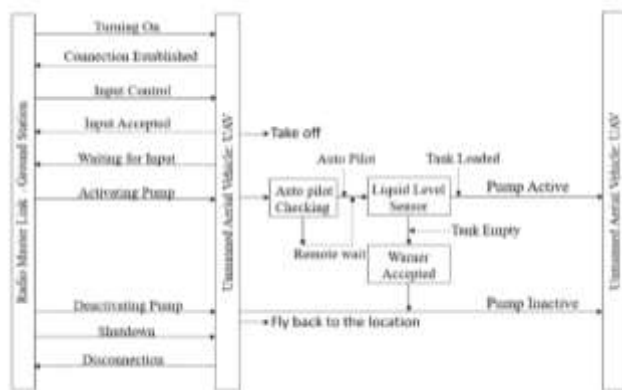 Turning On
Connection Established
Input Control
Input Accepted
Take off
Waiting for Input
Auto Pilot
Tank Loaded
Activating Pump
Auto pilot
Checking
Liquid Level
Sensor
Pump Active
Tank Empty
Remote wait
Warner
Accepted
Deactivating Pump
Pump Inactive
Fly back to the location
Shutdown
Disconnection
Radio Master Link - Ground Station
Unmanned Aerial Vehicle: UAV
Unmanned Aerial Vehicle: UAV